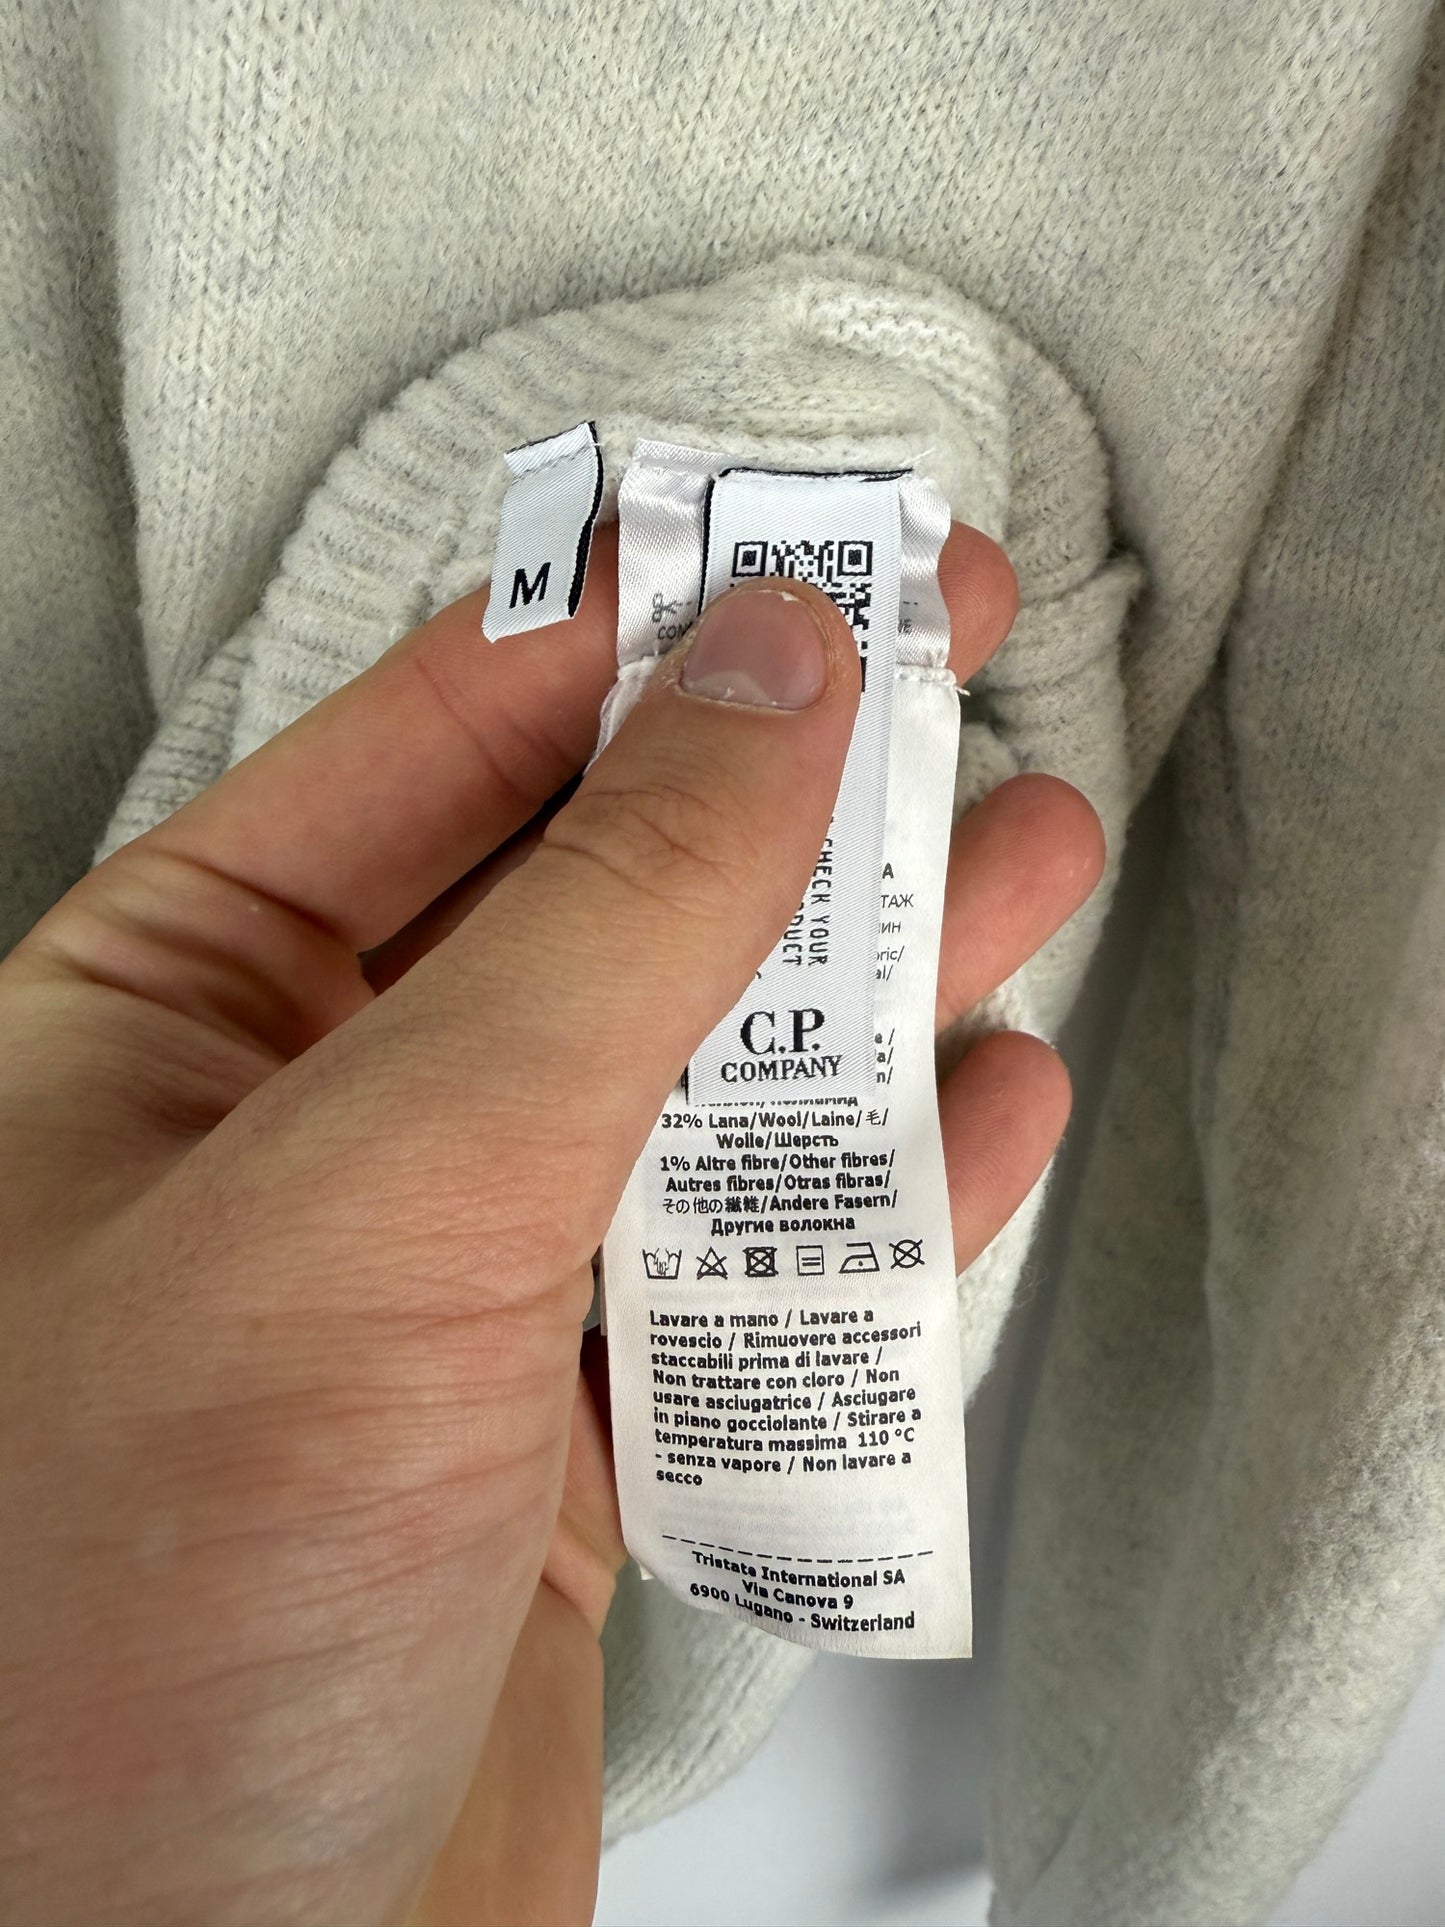 M
CHECK YOUR
C.P.
COMPANY
32% Lana/Wool/Laine/毛/
Wolle/Шерсть
1% Altre fibre/Other fibres/
Autres fibres/Otras fibras/
その他の繊維/Andere Fasern/
Другие волокна
Lavare a mano / Lavare a
rovescio / Rimuovere accessori
staccabili prima di lavare /
Non trattare con cloro / Non
usare asciugatrice / Asciugare
in piano gocciolante / Stirare a
temperatura massima 110 °C
- senza vapore / Non lavare a
secco
Tristate International SA
Via Canova 9
6900 Lugano - Switzerland